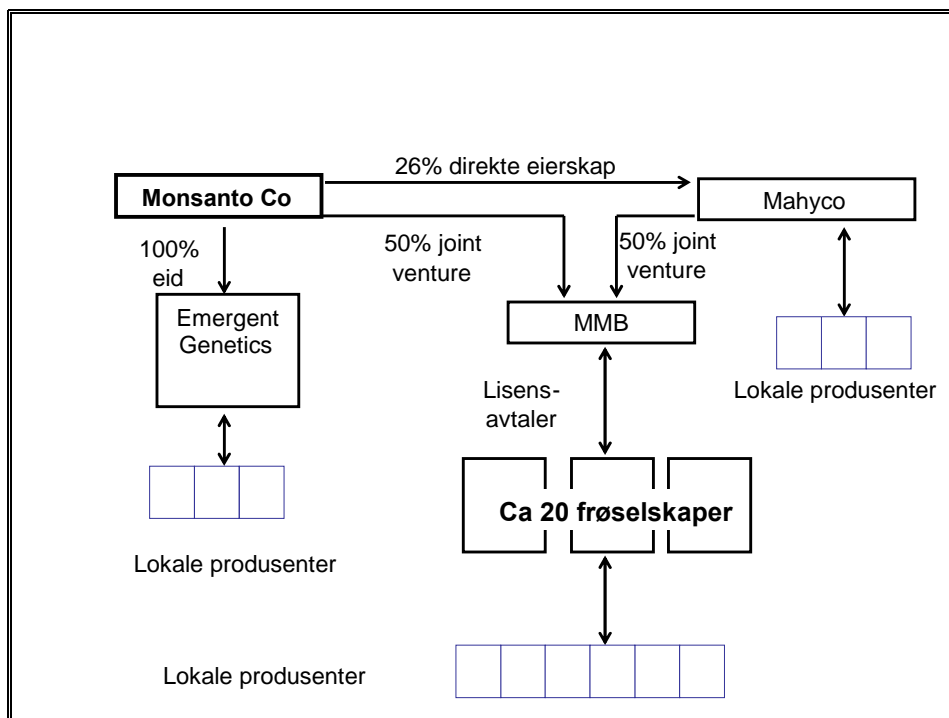 26% direkte eierskap
Monsanto Co
Mahyco
100%
eid
50% joint
venture
50% joint
venture
Emergent
Genetics
MMB
Lisens-
avtaler
Lokale produsenter
Ca 20 frøselskaper
Lokale produsenter
Lokale produsenter